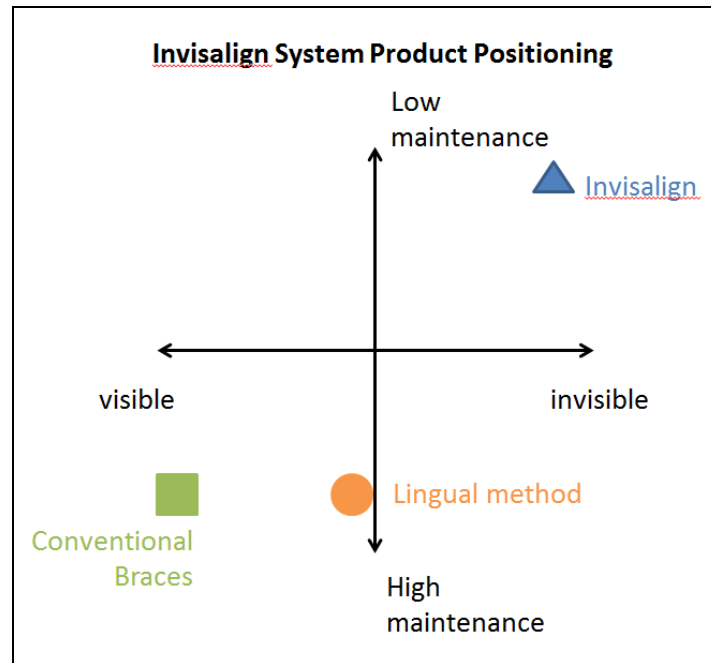 Invisalign System Product Positioning
Low
maintenance
Invisalign
visible
invisible
Lingual method
Conventional
Braces
High
maintenance